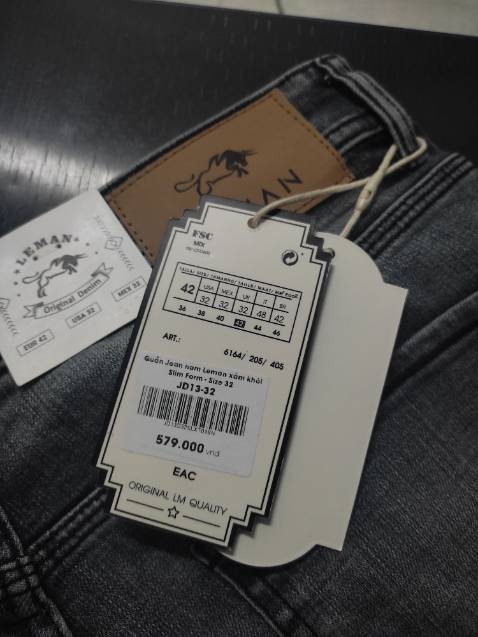 LEMAN
LEMAN
Original Denim
EUR 42
USA 32
MEX 32
FSC
MIX
42
USA
MEX
UK
IT
BR
32
32
32
48
42
36
38
40
42
44
46
ART:
6164/ 205/ 405
Quần Jean nam Leman xám khói
Slim Form - Size 32
JD13-32
579.000 vnđ
EAC
ORIGINAL LM QUALITY